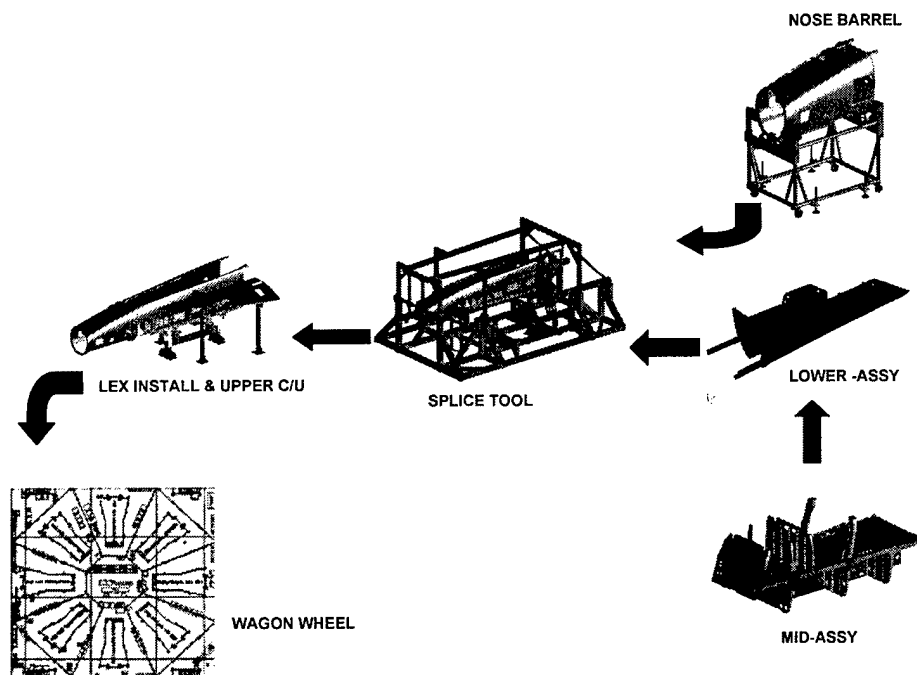 NOSE BARREL
LEX INSTALL & UPPER C/U
SPLICE TOOL
LOWER -ASSY
WAGON WHEEL
MID-ASSY